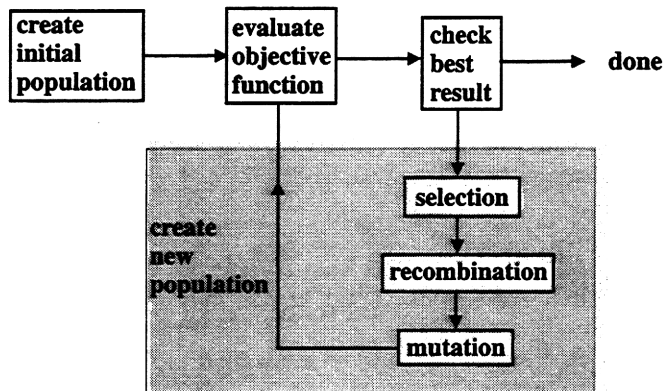 create
initial
population
evaluate
objective
function
check
best
result
done
selection
create
new
population
recombination
mutation